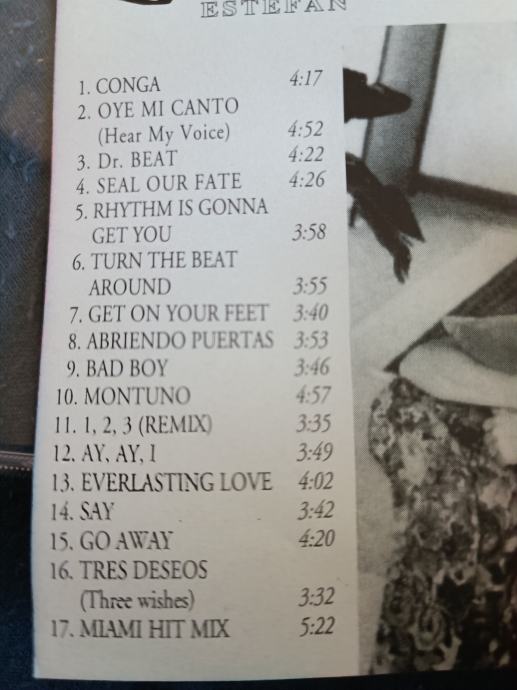 ESTEFAN
1. CONGA 4:17
2. OYE MI CANTO
(Hear My Voice) 4:52
3. Dr. BEAT 4:22
4. SEAL OUR FATE 4:26
5. RHYTHM IS GONNA
GET YOU 3:58
6. TURN THE BEAT
AROUND 3:55
7. GET ON YOUR FEET 3:40
8. ABRIENDO PUERTAS 3:53
9. BAD BOY 3:46
10. MONTUNO 4:57
11. 1, 2, 3 (REMIX) 3:35
12. AY, AY, I 3:49
13. EVERLASTING LOVE 4:02
14. SAY 3:42
15. GO AWAY 4:20
16. TRES DESEOS
(Three wishes) 3:32
17. MIAMI HIT MIX 5:22